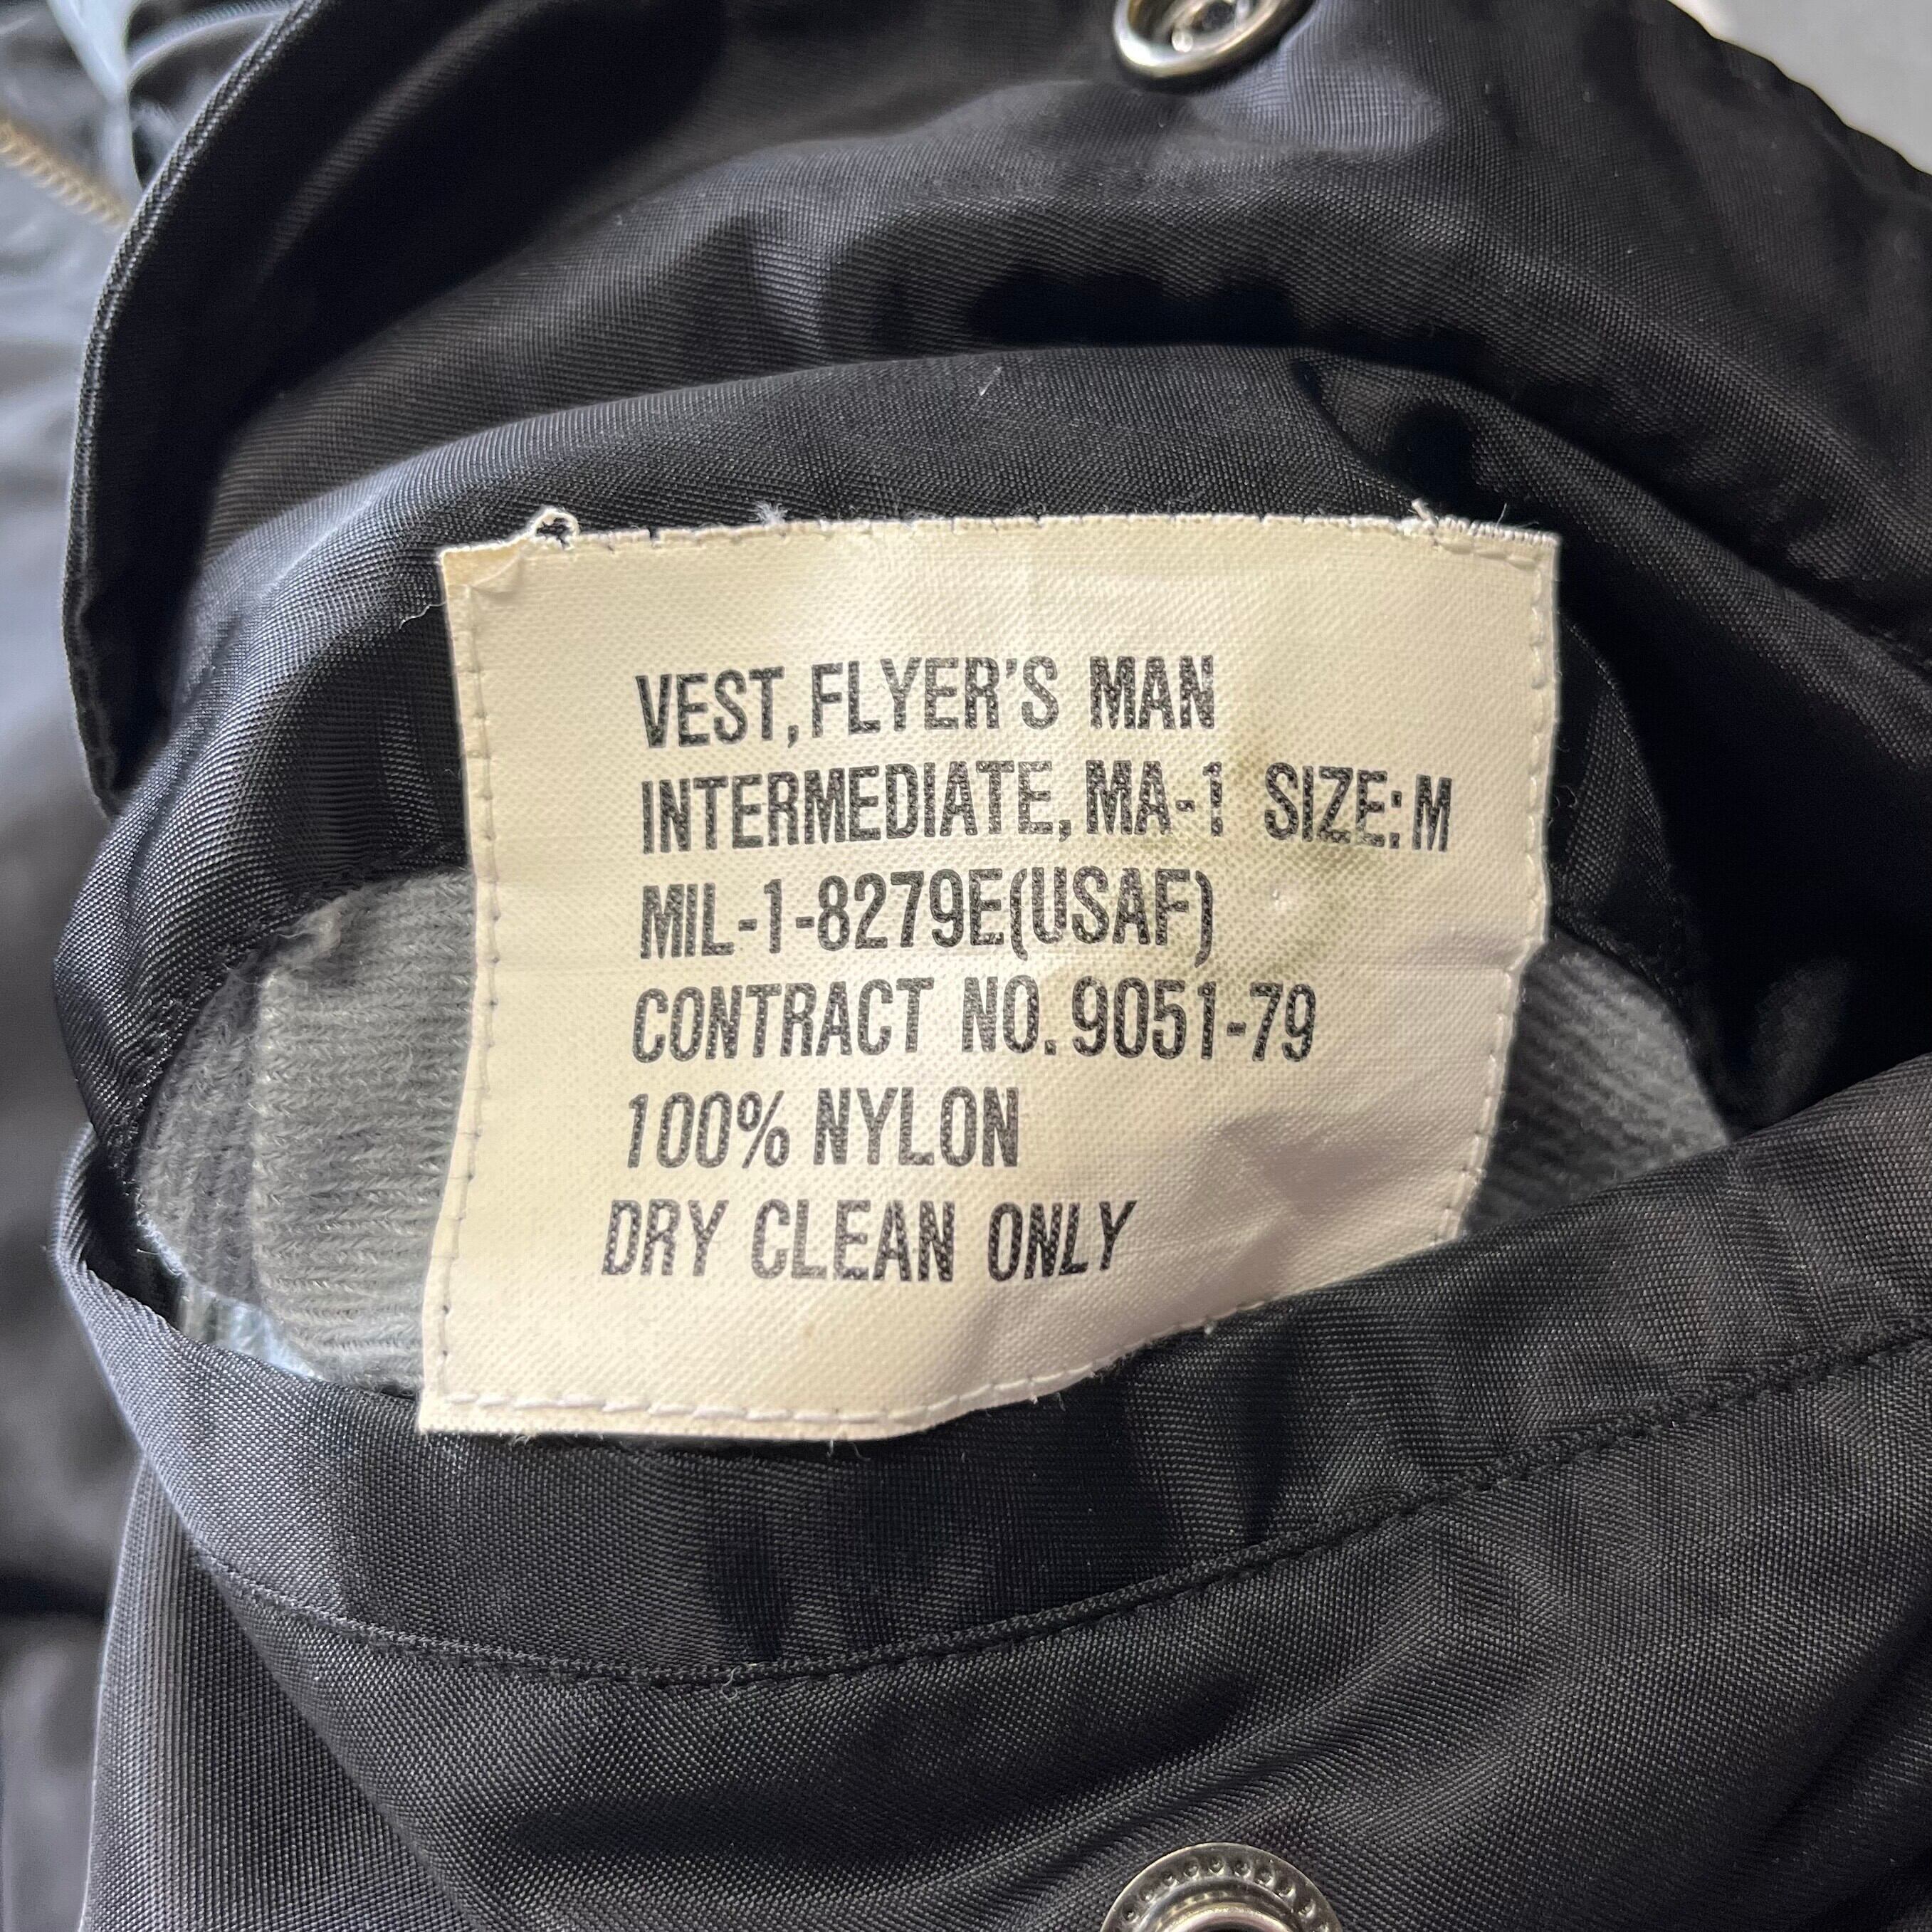 VEST, FLYER'S MAN
INTERMEDIATE, MA-1 SIZE: M
MIL-1-8279E(USAF)
CONTRACT NO. 9051-79
100% NYLON
DRY CLEAN ONLY